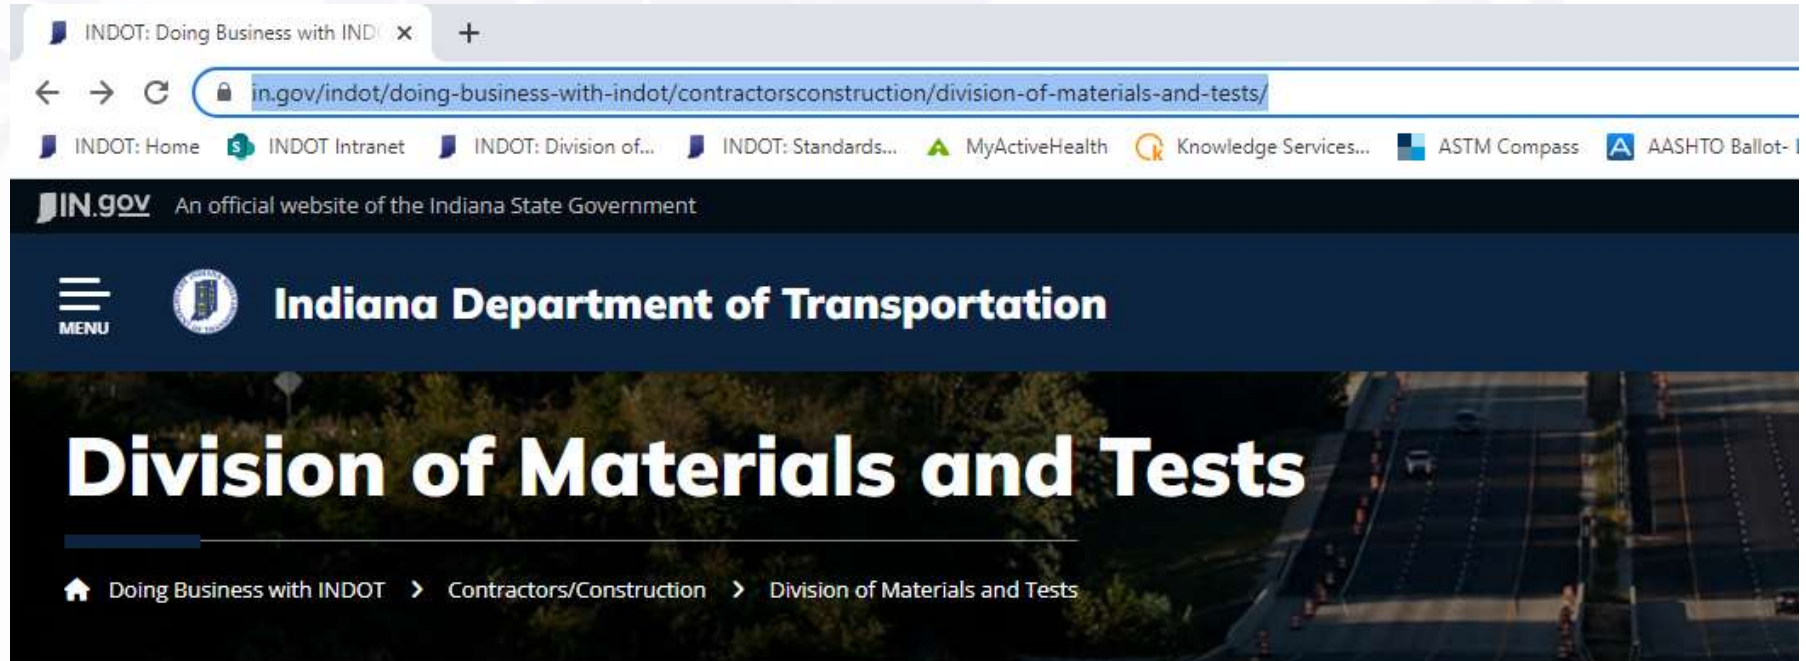 INDOT: Doing Business with IND
in.gov/indot/doing-business-with-indot/contractorsconstruction/division-of-materials-and-tests/
INDOT: Home INDOT Intranet INDOT: Division of... INDOT: Standards... MyActiveHealth Knowledge Services... ASTM Compass AASHTO Ballot-
IN.gov An official website of the Indiana State Government
MENU Indiana Department of Transportation
Division of Materials and Tests
Doing Business with INDOT > Contractors/Construction > Division of Materials and Tests